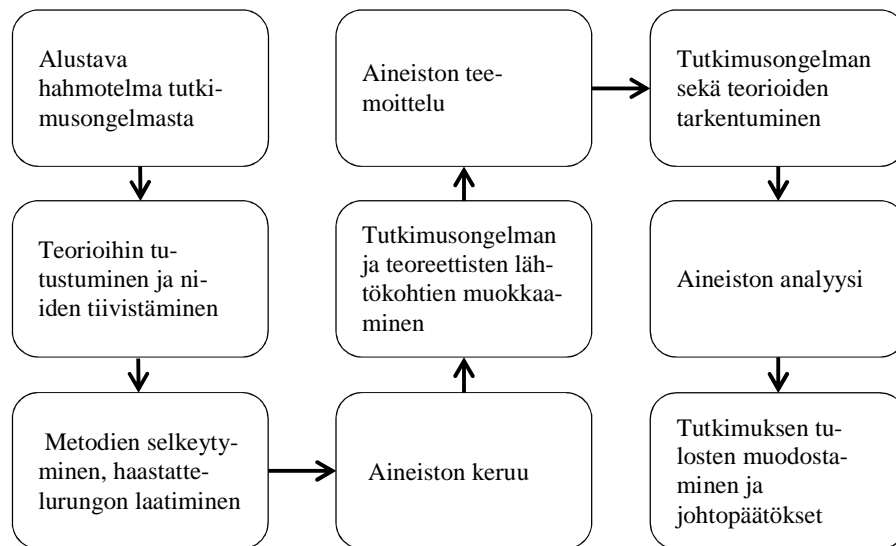 Alustava
hahmotelma tutki-
musongelmasta
Teorioihin tu-
tustuminen ja ni-
iden tiivistäminen
Metodien selkeyty-
minen, haastatte-
lurungon laatiminen
Aineiston keruu
Tutkimusongelman
ja teoreettisten läh-
tökohtien muokkaa-
minen
Aineiston tee-
moittelu
Tutkimusongelman
sekä teorioiden
tarkentuminen
Aineiston analyysi
Tutkimuksen tu-
losten muodosta-
minen ja
johtopäätökset